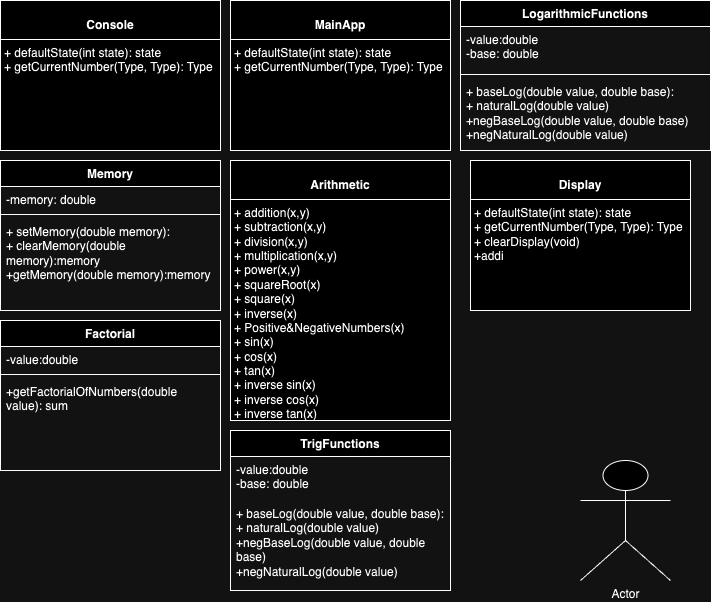 Console
+ defaultState(int state): state
+ getCurrentNumber(Type, Type): Type
MainApp
+ defaultState(int state): state
+ getCurrentNumber(Type, Type): Type
LogarithmicFunctions
-value:double
-base: double
+ baseLog(double value, double base):
+ naturalLog(double value)
+negBaseLog(double value, double base)
+negNaturalLog(double value)
Memory
-memory: double
+ setMemory(double memory):
+ clearMemory(double
memory):memory
+getMemory(double memory):memory
Arithmetic
+ addition(x,y)
+ subtraction(x,y)
+ division(x,y)
+ multiplication(x,y)
+ power(x,y)
+ squareRoot(x)
+ square(x)
+ inverse(x)
+ Positive&NegativeNumbers(x)
+ sin(x)
+ cos(x)
+ tan(x)
+ inverse sin(x)
+ inverse cos(x)
+ inverse tan(x)
Display
+ defaultState(int state): state
+ getCurrentNumber(Type, Type): Type
+ clearDisplay(void)
+addi
Factorial
-value:double
+getFactorialOfNumbers(double
value): sum
TrigFunctions
-value:double
-base: double
+ baseLog(double value, double base):
+ naturalLog(double value)
+negBaseLog(double value, double
base)
+negNaturalLog(double value)
Actor